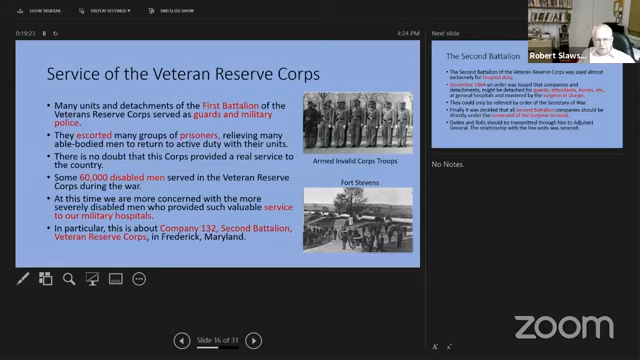 SHOW TASKBAR
DISPLAY SETTINGS
END SLIDE SHOW
0:19:23
4:24 PM
Next slide
Robert Slaws...
Service of the Veteran Reserve Corps
Many units and detachments of the First Battalion of the
Veterans Reserve Corps served as guards and military
police.
They escorted many groups of prisoners, relieving many
able-bodied men to return to active duty with their units.
There is no doubt that this Corps provided a real service to
the country.
Some 60,000 disabled men served in the Veteran Reserve
Corps during the war.
At this time we are more concerned with the more
severely disabled men who provided such valuable service
to our military hospitals.
In particular, this is about Company 132, Second Battalion,
Veteran Reserve Corps, in Frederick, Maryland.
Armed Invalid Corps Troops
Fort Stevens
The Second Battalion
The Second Battalion of the Veteran Reserve Corps was used almost
exclusively for hospital duty.
December 1864 an order was issued that companies and
detachments, might be detached for guards, attendants, nurses, etc.,
at general hospitals and mustered by the surgeon in Charge.
They could only be relieved by order of the Secretary of War.
Finally it was decided that all Second Battalion companies should be
directly under the command of the Surgeon General.
Duties and Rolls should be transmitted through him to Adjutant
General. The relationship with the line units was severed.
No Notes.
Slide 16 of 31
A A
zoom